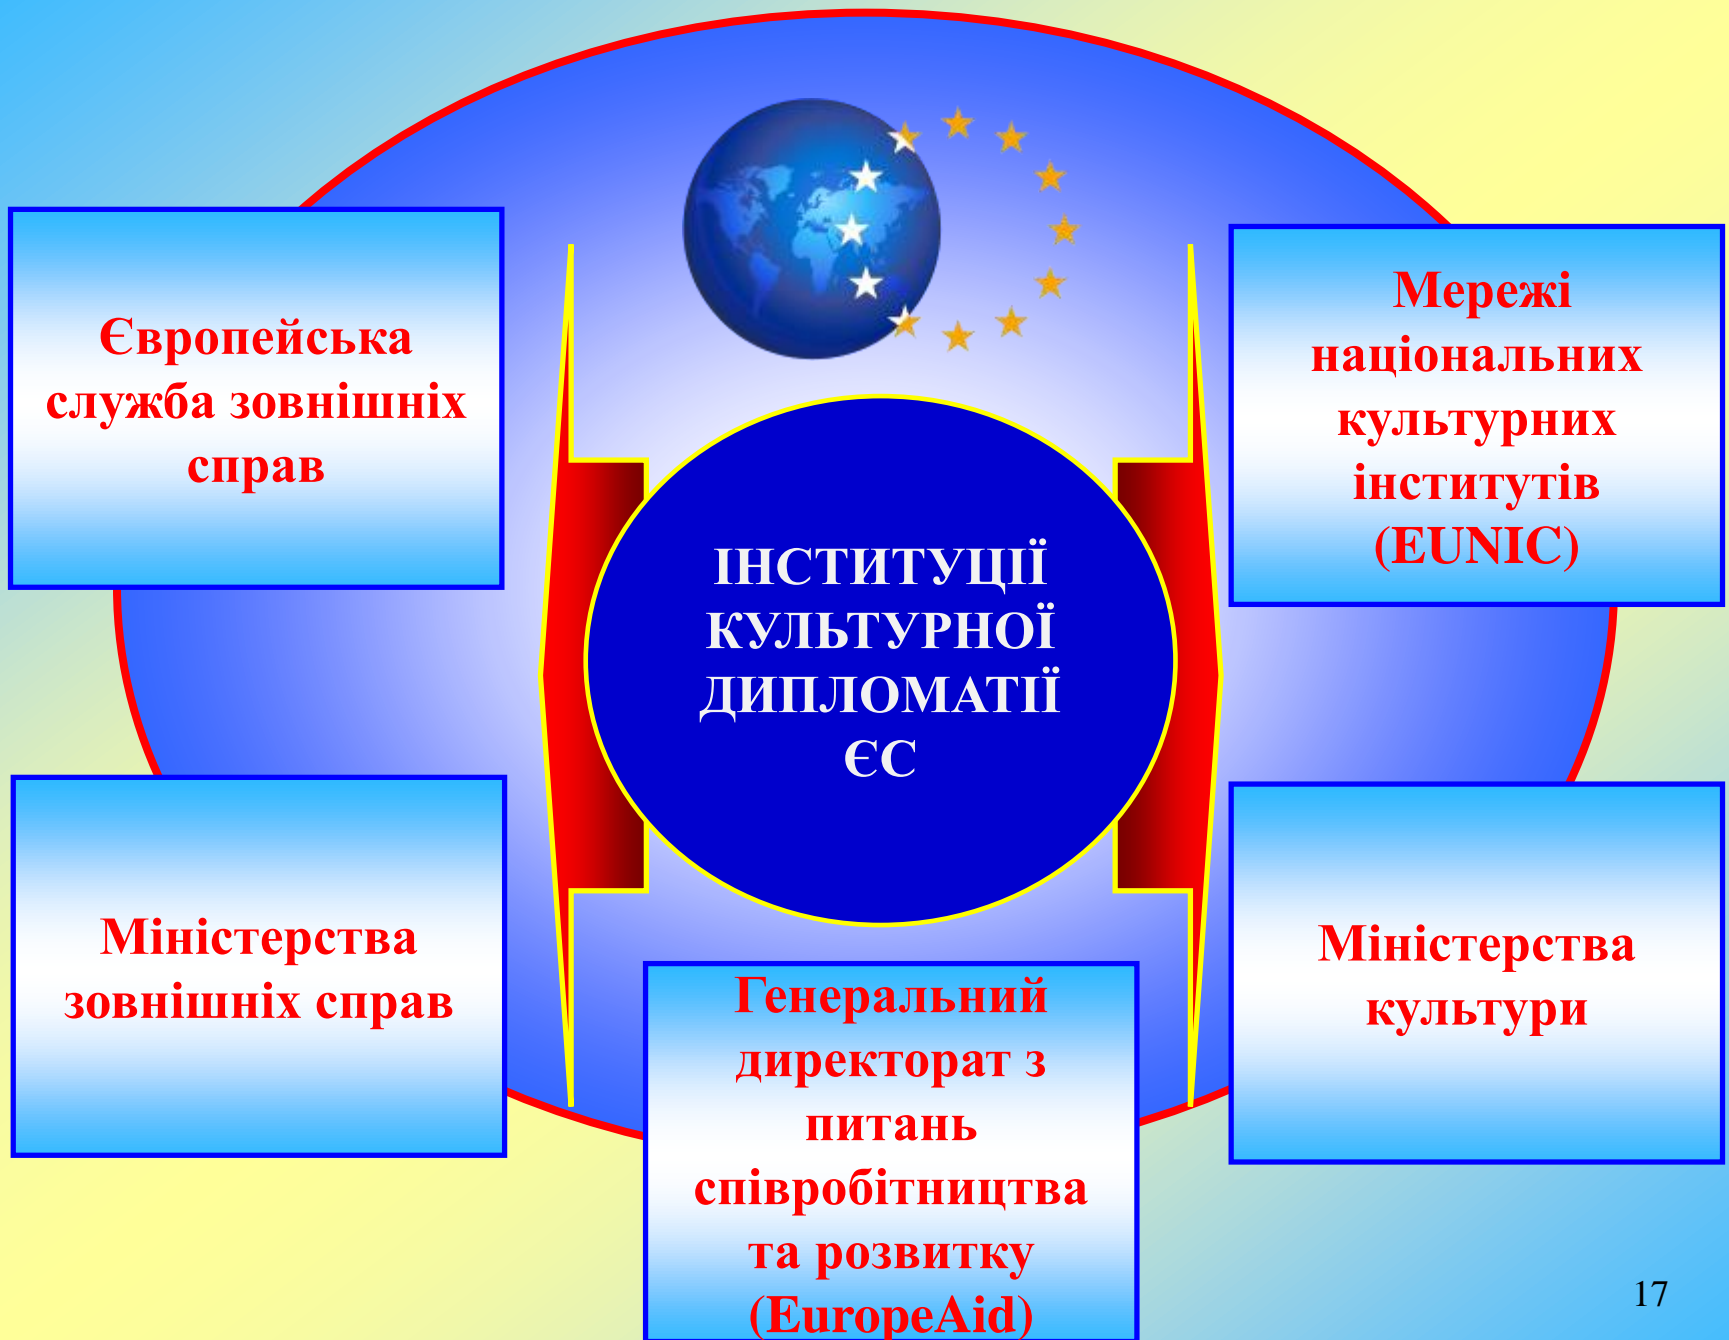 Європейська
служба зовнішніх
справ
Мережі
національних
культурних
інститутів
(EUNIC)
ІНСТИТУЦІЇ
КУЛЬТУРНОЇ
ДИПЛОМАТІЇ
ЄС
Міністерства
зовнішніх справ
Генеральний
директорат з
питань
співробітництва
та розвитку
(EuropeAid)
Міністерства
культури
17